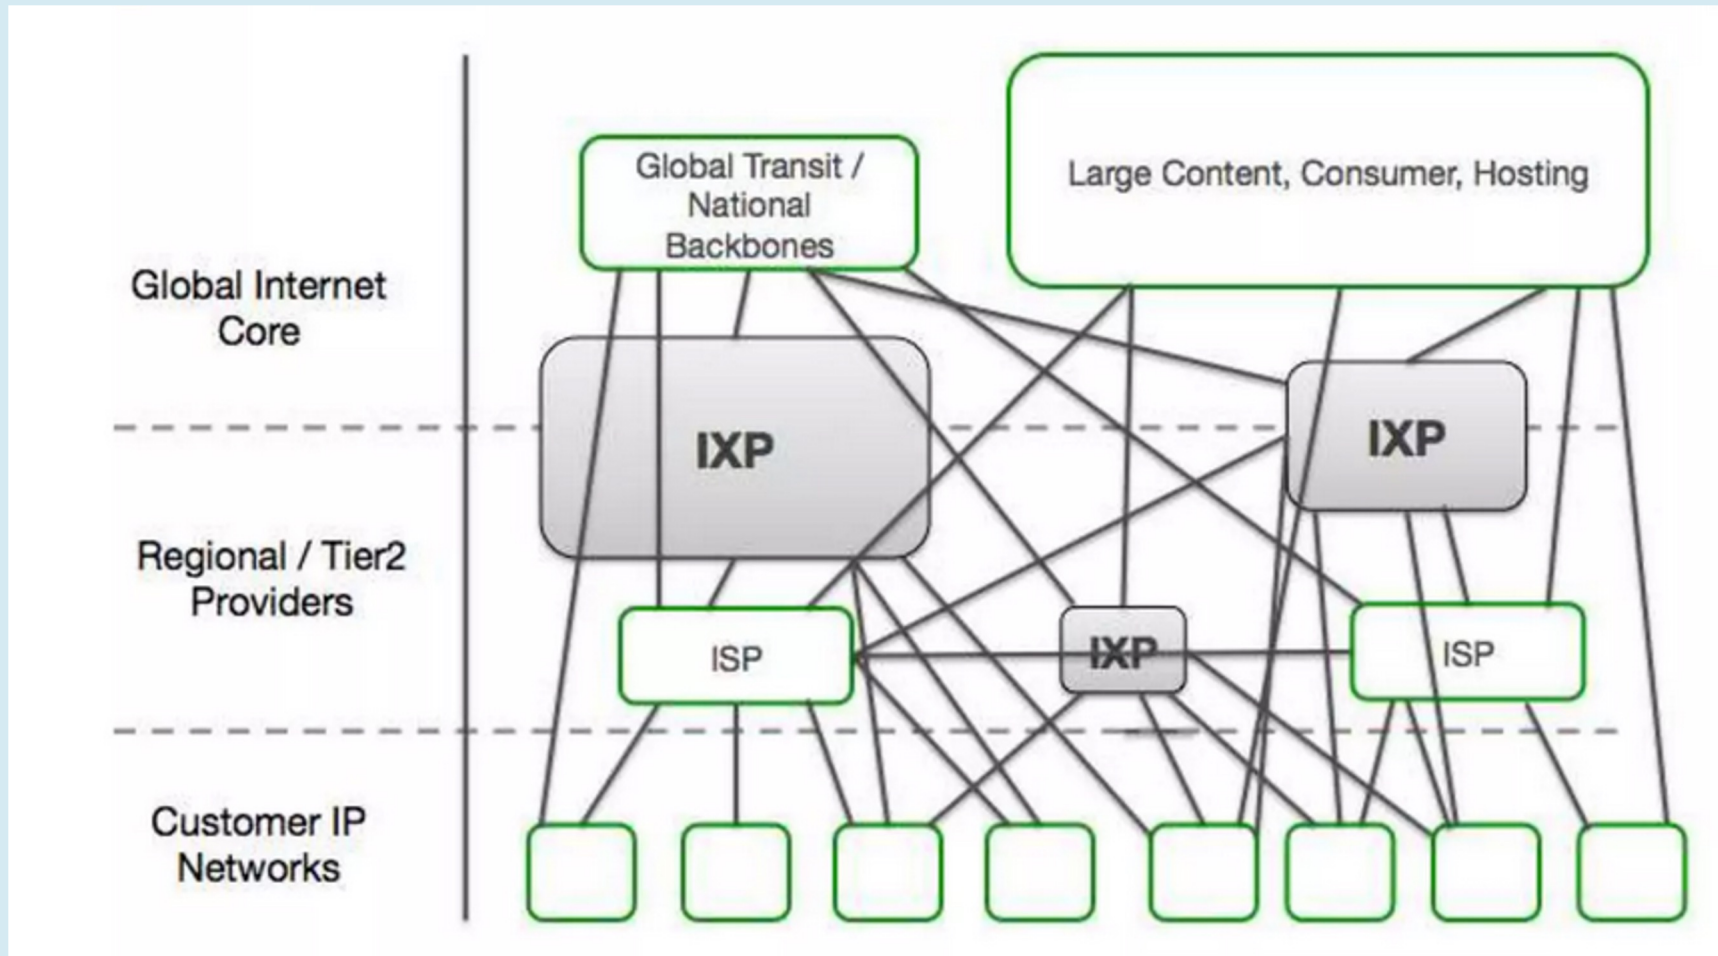 Global Transit /
National
Backbones
Large Content, Consumer, Hosting
Global Internet
Core
IXP
IXP
Regional / Tier2
Providers
ISP
IXP
ISP
Customer IP
Networks